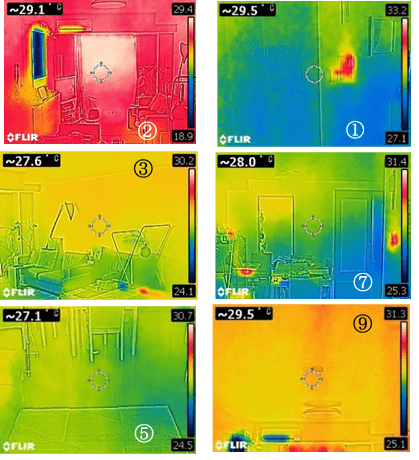 ~29.1 °C 29.4
② 18.9
FLIR
~29.5 °C 33.2
① 27.1
FLIR
~27.6 °C ③ 30.2
24.1
FLIR
~28.0 °C 31.4
⑦ 25.3
FLIR
~27.1 °C 30.7
⑤ 24.5
FLIR
~29.5 °C ⑨ 31.3
25.1
FLIR